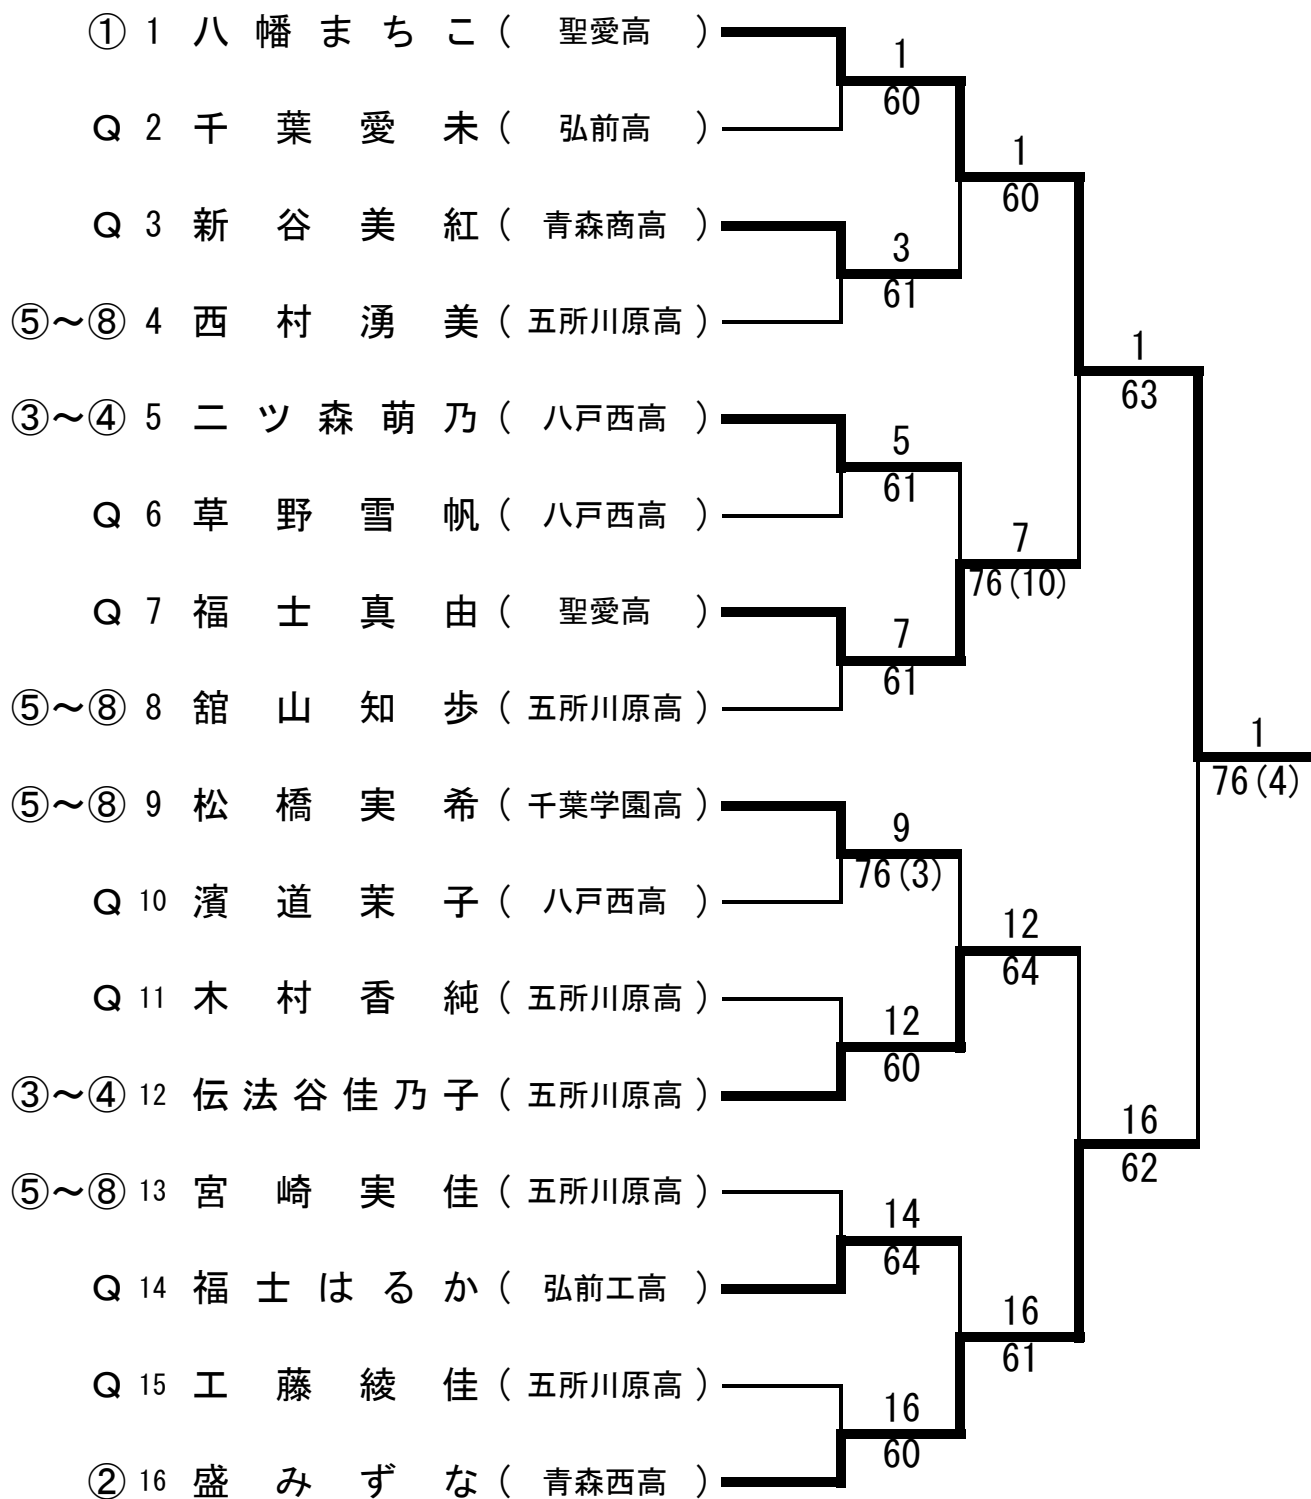 ① 1 八幡まちこ ( 聖愛高 )
1
60
Q 2 千葉愛未 ( 弘前高 )
1
60
Q 3 新谷美紅 ( 青森商高 )
3
61
⑤～⑧ 4 西村湧美 ( 五所川原高 )
1
63
③～④ 5 二ツ森萌乃 ( 八戸西高 )
5
61
Q 6 草野雪帆 ( 八戸西高 )
7
76(10)
Q 7 福士真由 ( 聖愛高 )
7
61
⑤～⑧ 8 舘山知歩 ( 五所川原高 )
1
76(4)
⑤～⑧ 9 松橋実希 ( 千葉学園高 )
9
76(3)
Q 10 濱道茉子 ( 八戸西高 )
12
64
Q 11 木村香純 ( 五所川原高 )
12
60
③～④ 12 伝法谷佳乃子 ( 五所川原高 )
16
62
⑤～⑧ 13 宮崎実佳 ( 五所川原高 )
14
64
Q 14 福士はるか ( 弘前工高 )
16
61
Q 15 工藤綾佳 ( 五所川原高 )
16
60
② 16 盛みずな ( 青森西高 )